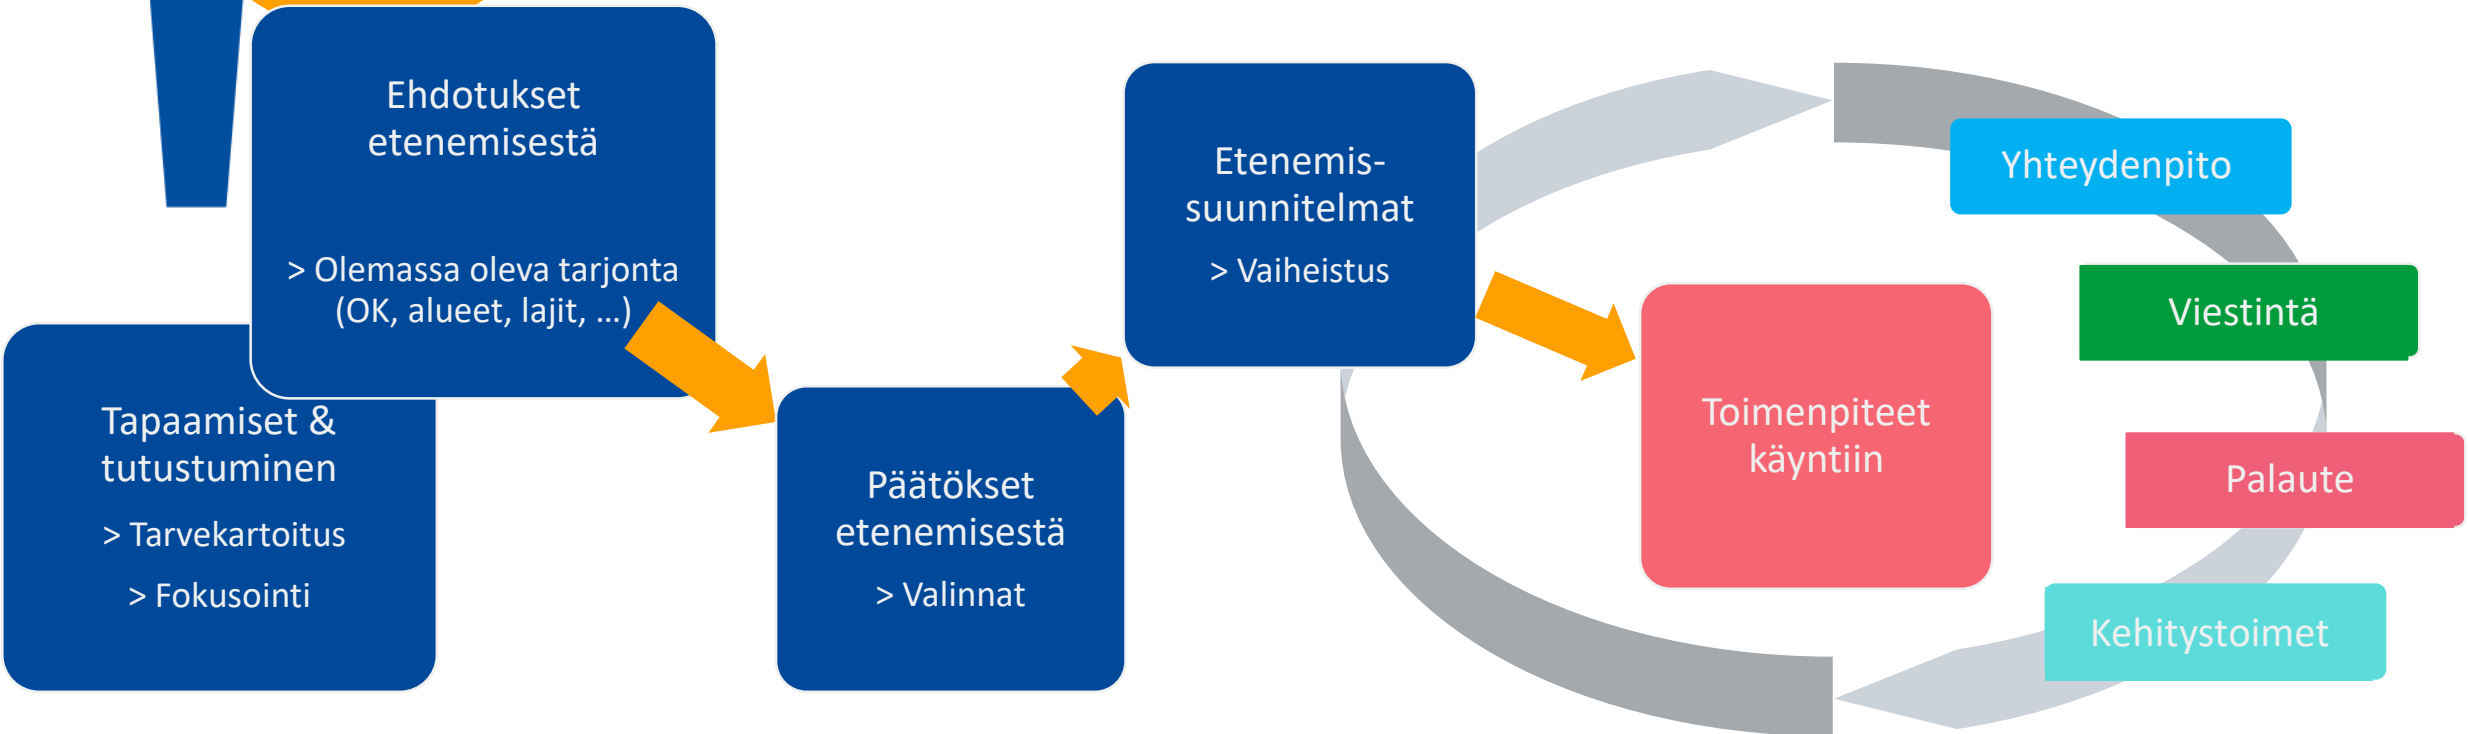 Ehdotukset
etenemisestä
> Olemassa oleva tarjonta
(OK, alueet, lajit, ...)
Tapaamiset &
tutustuminen
> Tarvekartoitus
> Fokusointi
Päätökset
etenemisestä
> Valinnat
Etenemis-
suunnitelmat
> Vaiheistus
Toimenpiteet
käyntiin
Yhteydenpito
Viestintä
Palaute
Kehitystoimet